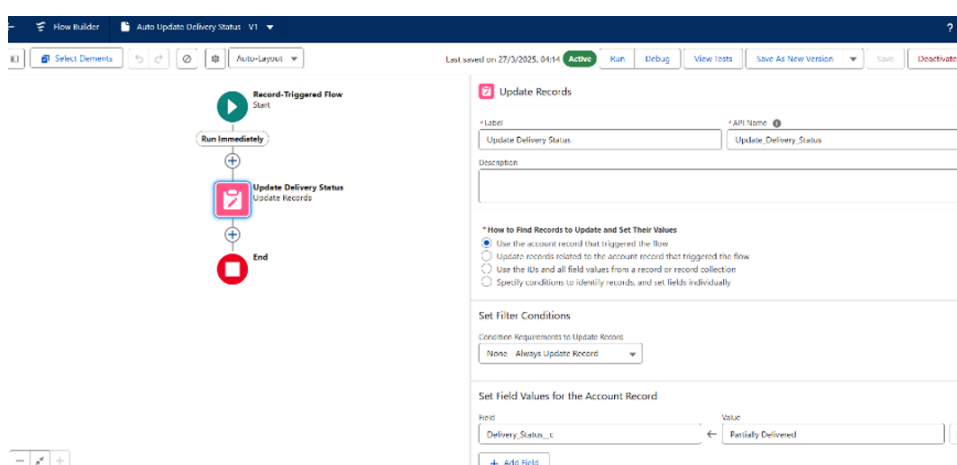 Flow Builder
Auto Update Delivery Status V1
?
Select Elements
Auto-Layout
Last saved on 27/3/2025, 04:14
Active
Run
Debug
View Tests
Save As New Version
Save
Deactivate
Record-Triggered Flow
Start
Run Immediately
Update Delivery Status
Update Records
End
Update Records
*Label
*API Name
Update Delivery Status
Update_Delivery_Status
Description
*How to Find Records to Update and Set Their Values
Use the account record that triggered the flow
Update records related to the account record that triggered the flow
Use the IDs and all field values from a record or record collection
Specify conditions to identify records, and set fields individually
Set Filter Conditions
Condition Requirements to Update Record
None - Always Update Record
Set Field Values for the Account Record
Field
Value
Delivery_Status__c
Partially Delivered
+ Add Field